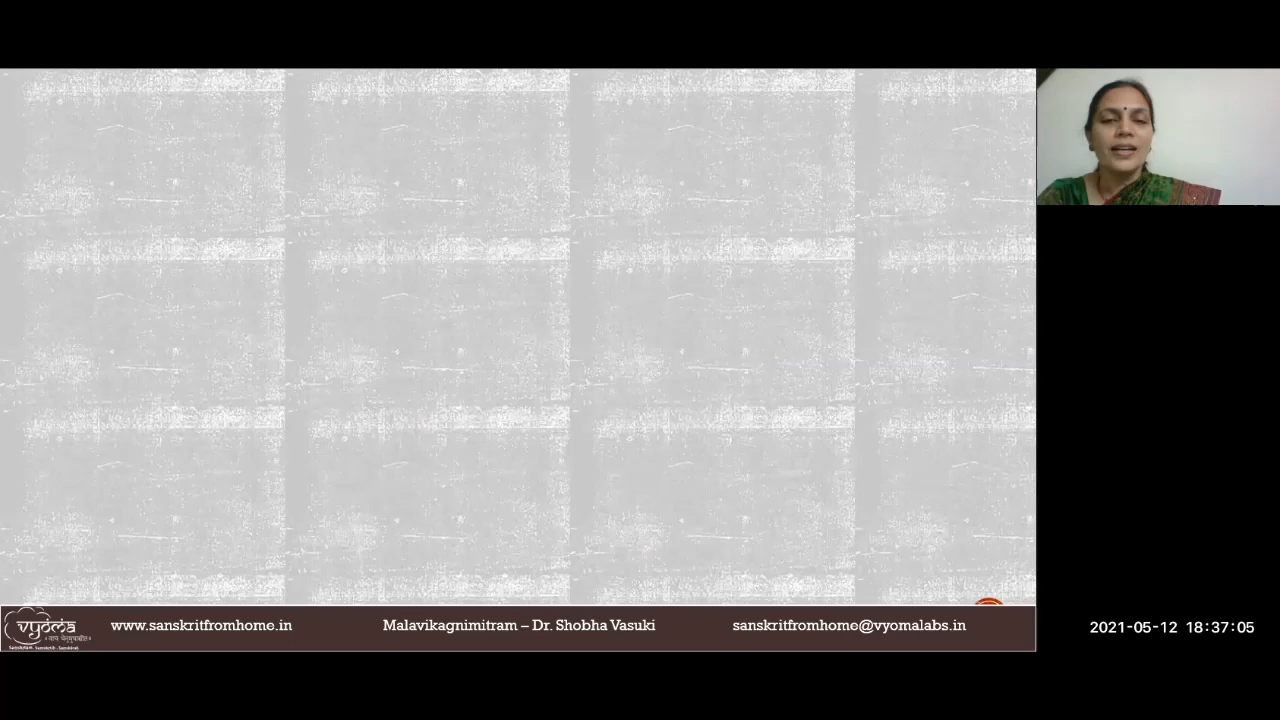 www.sanskritfromhome.in
Malavikagnimitram – Dr. Shobha Vasuki
sanskritfromhome@vyomalabs.in
vyoma
2021-05-12 18:37:05